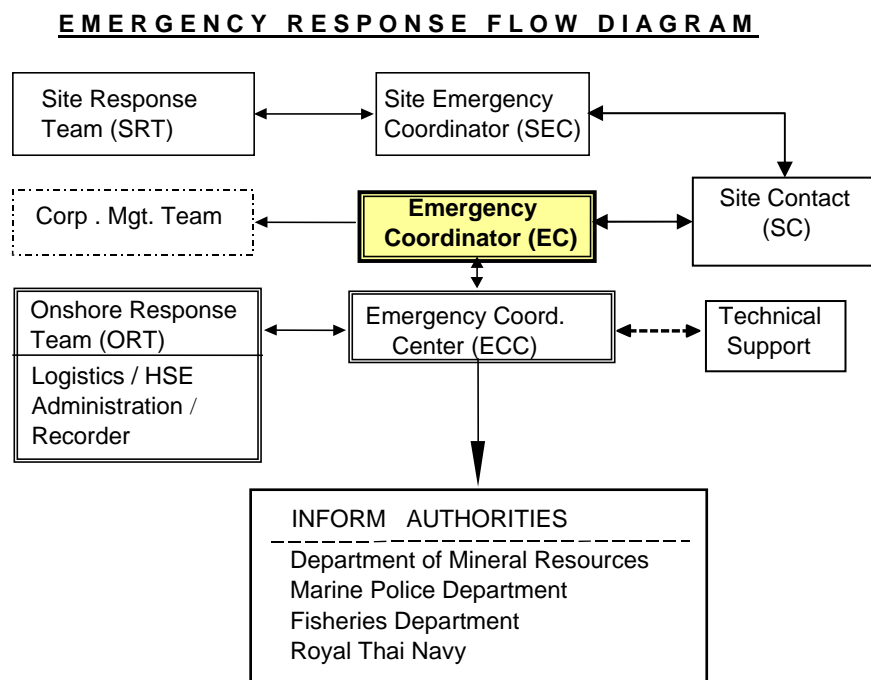 EMERGENCY RESPONSE FLOW DIAGRAM
Site Response
Team (SRT)
Site Emergency
Coordinator (SEC)
Corp . Mgt. Team
Emergency
Coordinator (EC)
Site Contact
(SC)
Onshore Response
Team (ORT)
Logistics / HSE
Administration /
Recorder
Emergency Coord.
Center (ECC)
Technical
Support
INFORM AUTHORITIES
Department of Mineral Resources
Marine Police Department
Fisheries Department
Royal Thai Navy